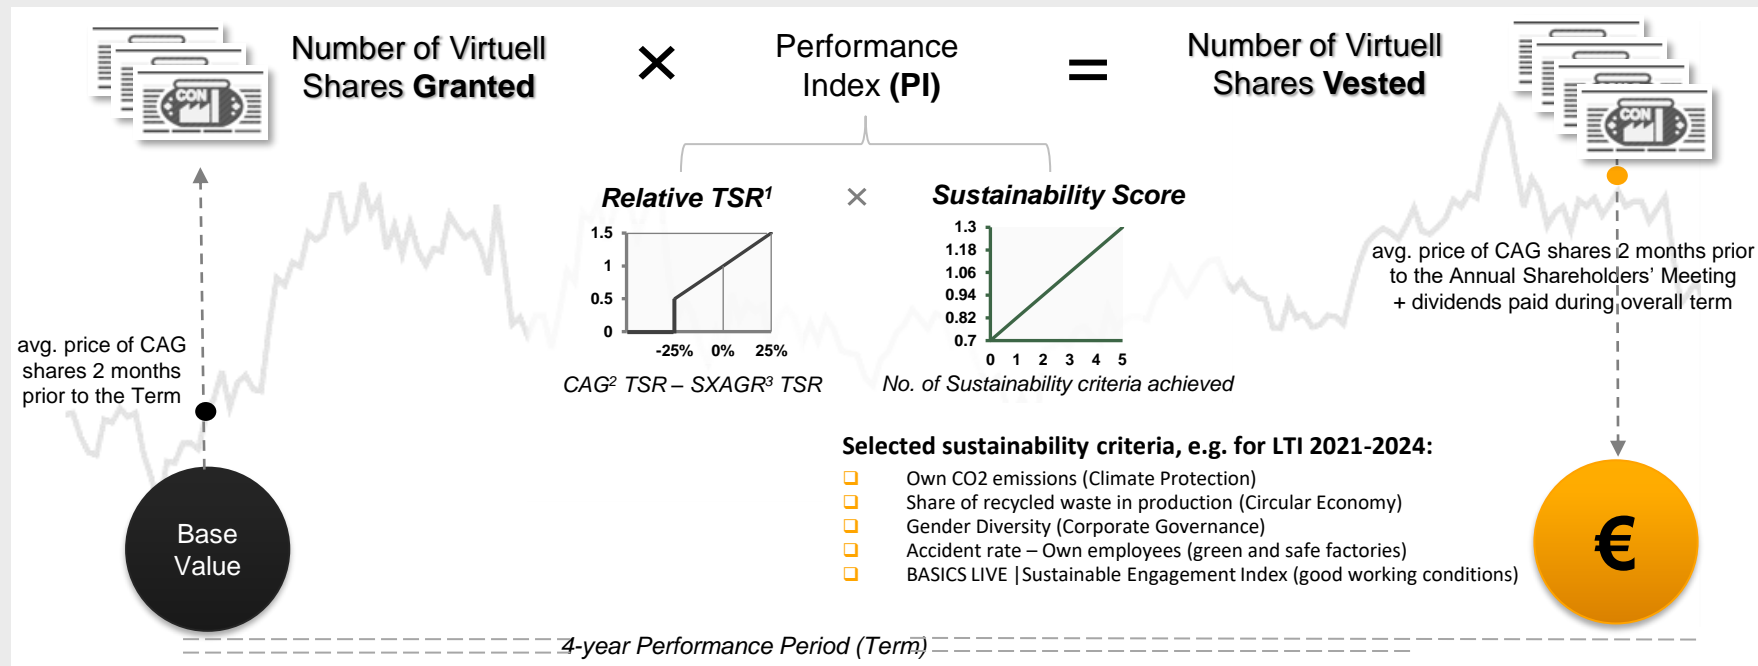 Number of Virtuell
Shares Granted
×
Performance
Index (PI)
=
Number of Virtuell
Shares Vested
CON
CON
Relative TSR¹
×
Sustainability Score
1.5
1
0.5
0
-25% 0% 25%
CAG² TSR – SXAGR³ TSR
1.3
1.18
1.06
0.94
0.82
0.7
0 1 2 3 4 5
No. of Sustainability criteria achieved
avg. price of CAG
shares 2 months
prior to the Term
avg. price of CAG shares 2 months prior
to the Annual Shareholders’ Meeting
+ dividends paid during overall term
Selected sustainability criteria, e.g. for LTI 2021-2024:
❑ Own CO2 emissions (Climate Protection)
❑ Share of recycled waste in production (Circular Economy)
❑ Gender Diversity (Corporate Governance)
❑ Accident rate – Own employees (green and safe factories)
❑ BASICS LIVE |Sustainable Engagement Index (good working conditions)
Base
Value
€
4-year Performance Period (Term)